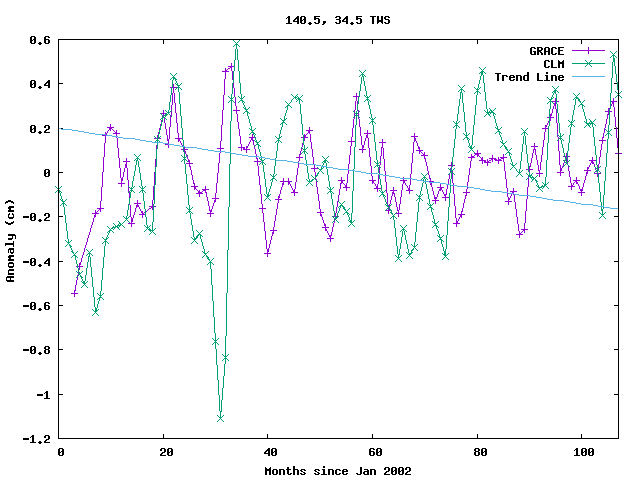 140.5, 34.5 TWS
GRACE
CLM
Trend Line
0.6
0.4
0.2
0
-0.2
-0.4
-0.6
-0.8
-1
-1.2
Anomaly (cm)
0 20 40 60 80 100
Months since Jan 2002